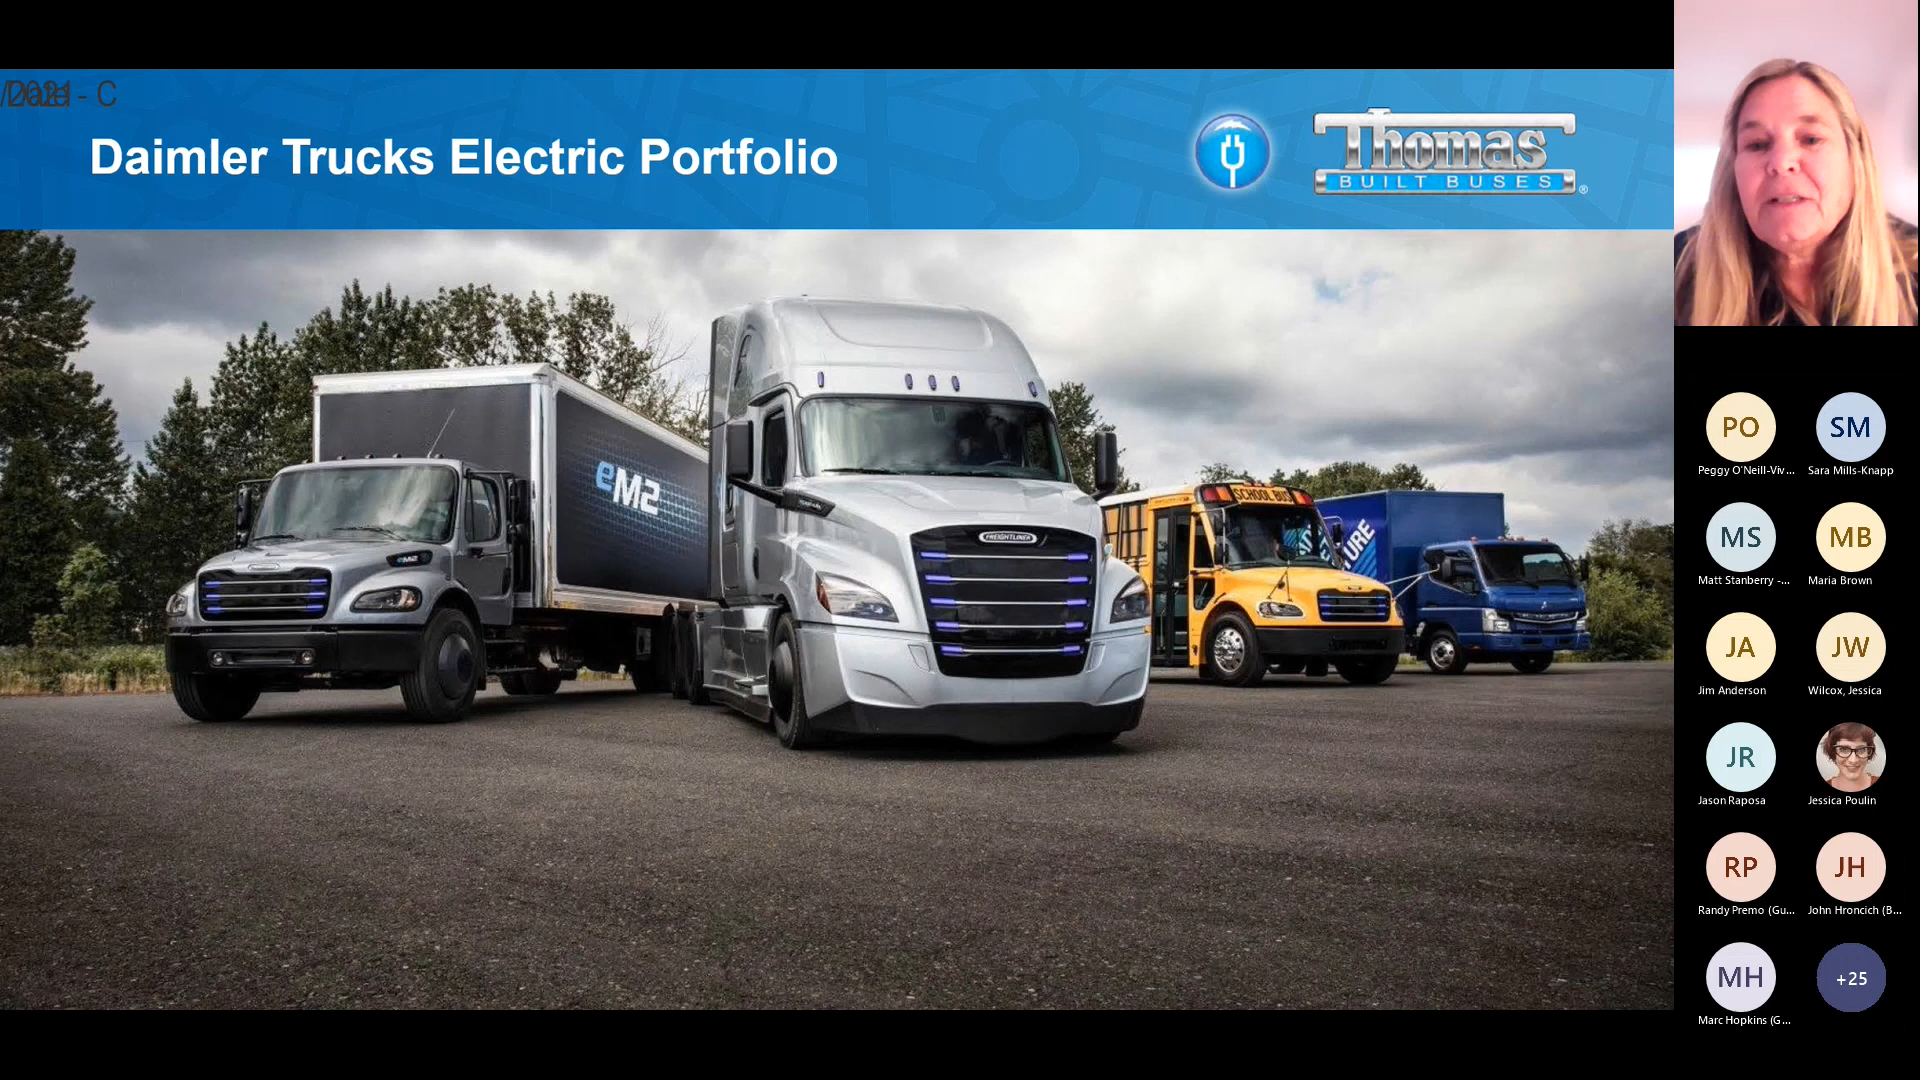 - C
Daimler Trucks Electric Portfolio
Thomas
BUILT BUSES®
eM2
eM2
FREIGHTLINER
SCHOOL BUS
PO
SM
Peggy O'Neill-Viv...
Sara Mills-Knapp
MS
MB
Matt Stanberry -...
Maria Brown
JA
JW
Jim Anderson
Wilcox, Jessica
JR
Jason Raposa
Jessica Poulin
RP
JH
Randy Premo (Gu...
John Hroncich (B...
MH
+25
Marc Hopkins (G...